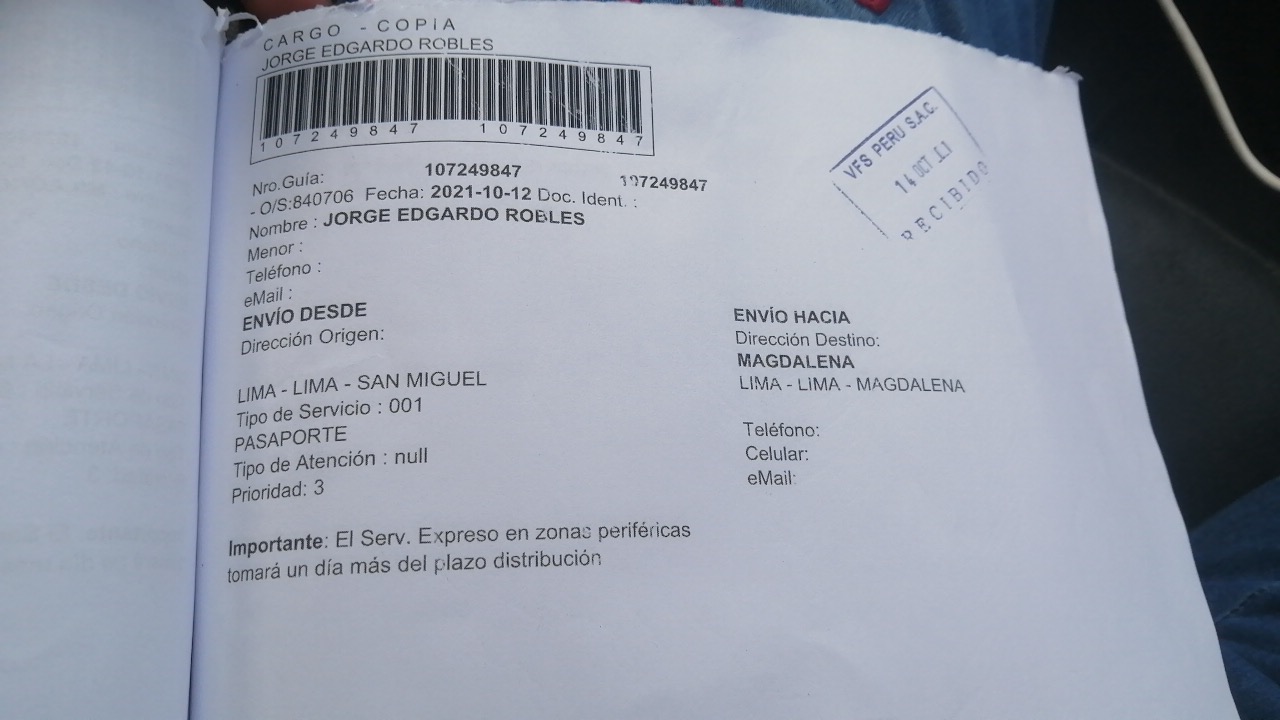 CARGO - COPIA
JORGE EDGARDO ROBLES
107249847 107249847
Nro.Guía: 107249847 107249847
- O/S:840706 Fecha: 2021-10-12 Doc. Ident. :
Nombre : JORGE EDGARDO ROBLES
Menor :
Teléfono :
eMail :
ENVÍO DESDE
Dirección Origen:
LIMA - LIMA - SAN MIGUEL
Tipo de Servicio : 001
PASAPORTE
Tipo de Atención : null
Prioridad: 3
ENVÍO HACIA
Dirección Destino:
MAGDALENA
LIMA - LIMA - MAGDALENA
Teléfono:
Celular:
eMail:
Importante: El Serv. Expreso en zonas periféricas
tomará un día más del plazo distribución
VFS PERU S.A.C.
14 OCT
RECIBIDO